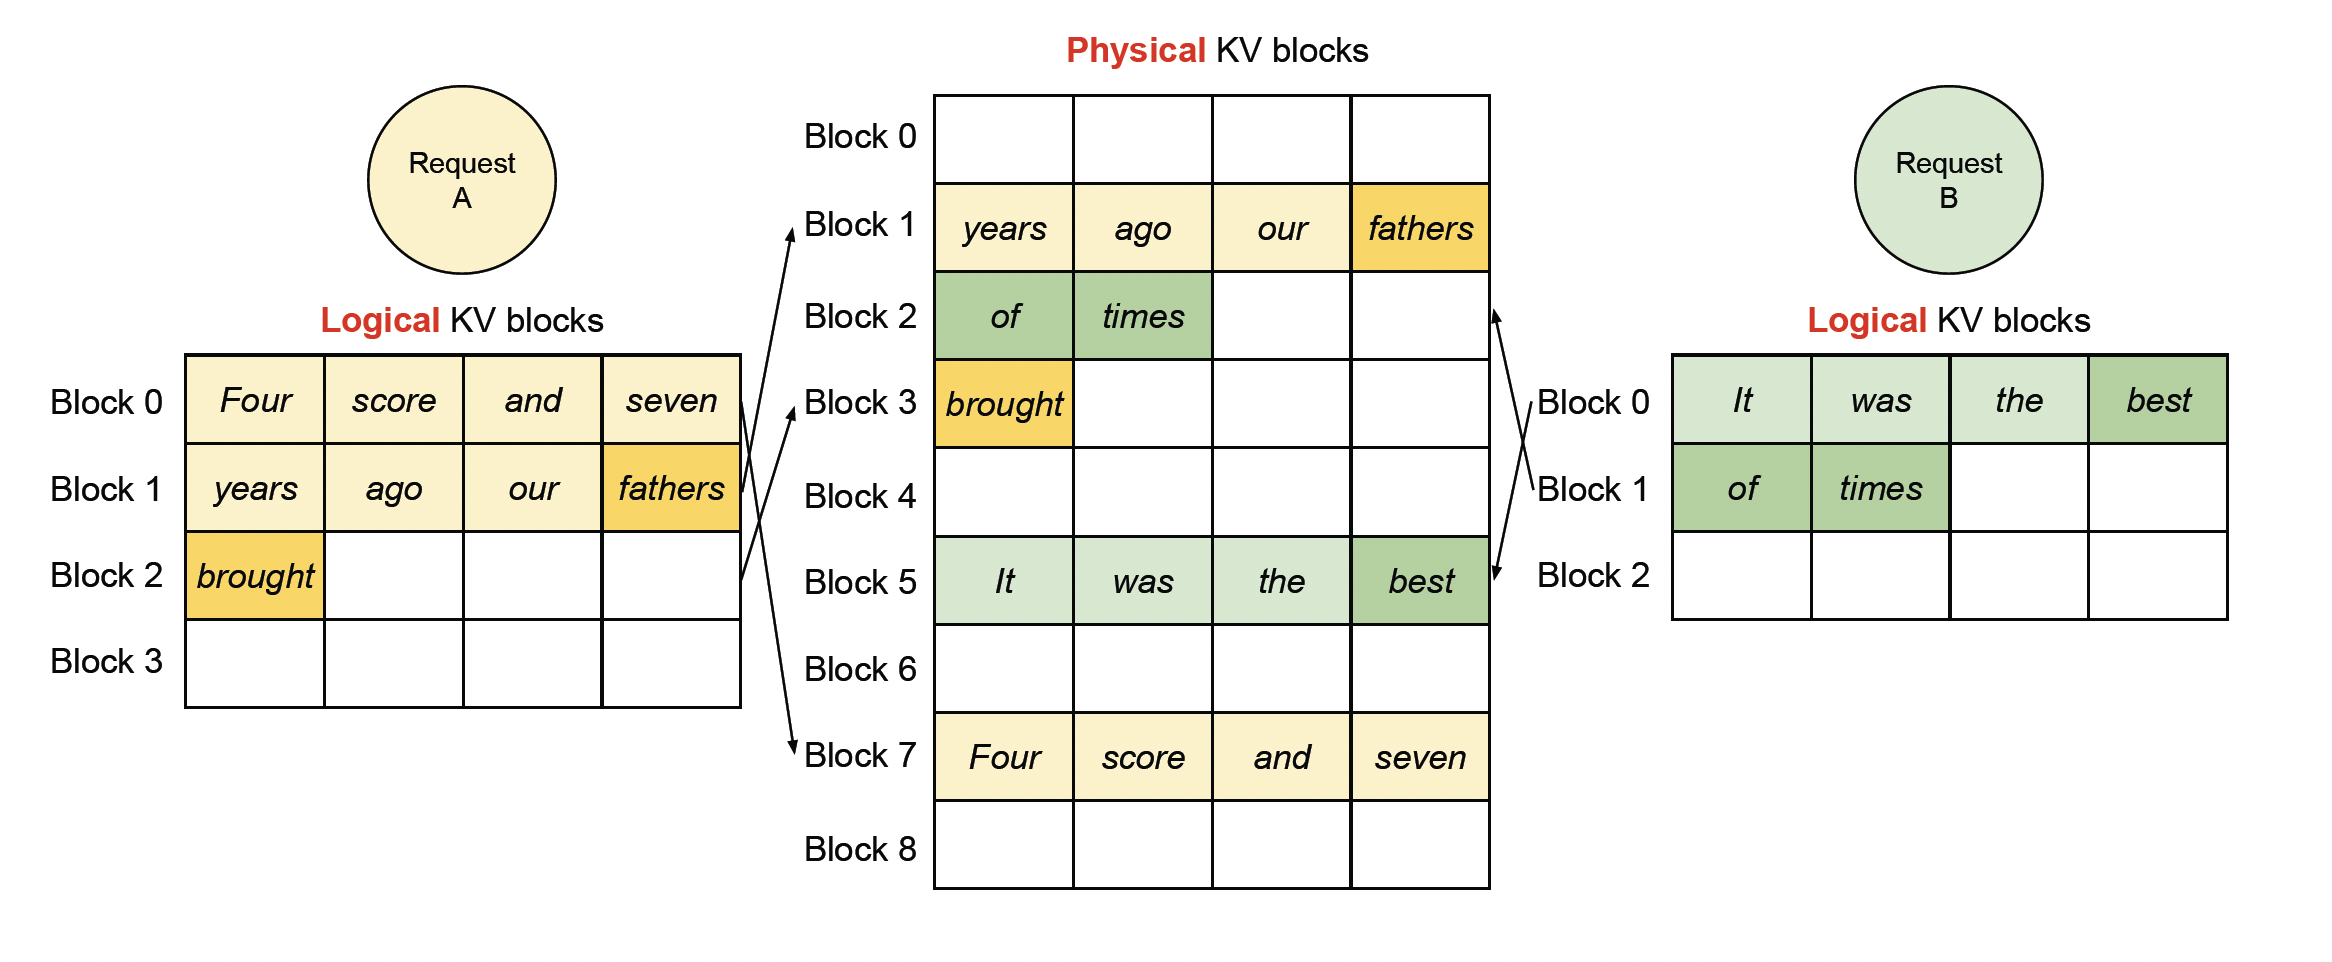 Physical KV blocks
Request
A
Request
B
Logical KV blocks
Block 0 Four score and seven
Block 1 years ago our fathers
Block 2 brought
Block 3
Block 0
Block 1 years ago our fathers
Block 2 of times
Block 3 brought
Block 4
Block 5 It was the best
Block 6
Block 7 Four score and seven
Block 8
Logical KV blocks
Block 0 It was the best
Block 1 of times
Block 2